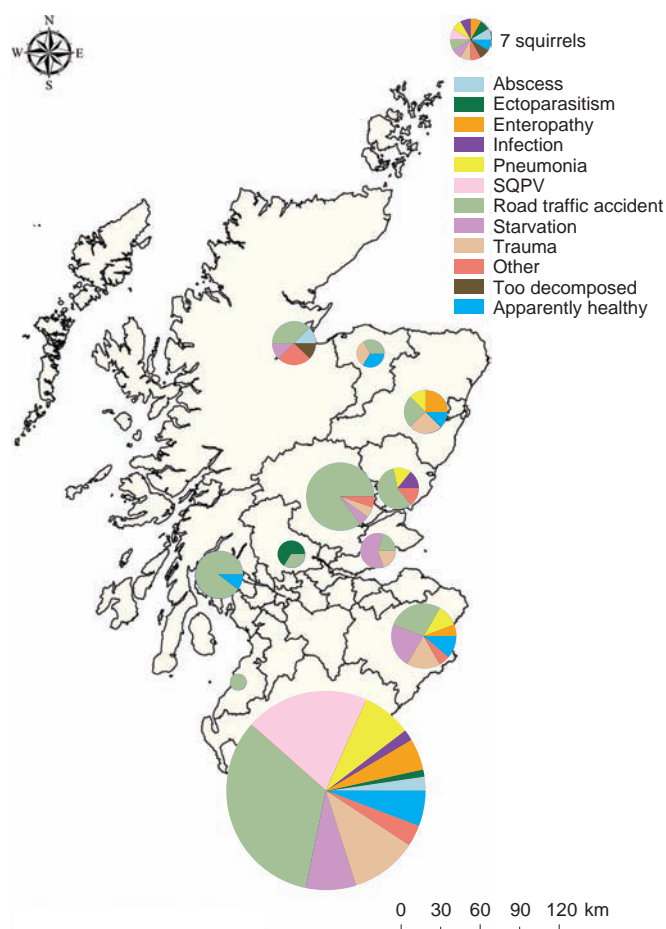 N
W E
S
7 squirrels
Abscess
Ectoparasitism
Enteropathy
Infection
Pneumonia
SQPV
Road traffic accident
Starvation
Trauma
Other
Too decomposed
Apparently healthy
0 30 60 90 120 km